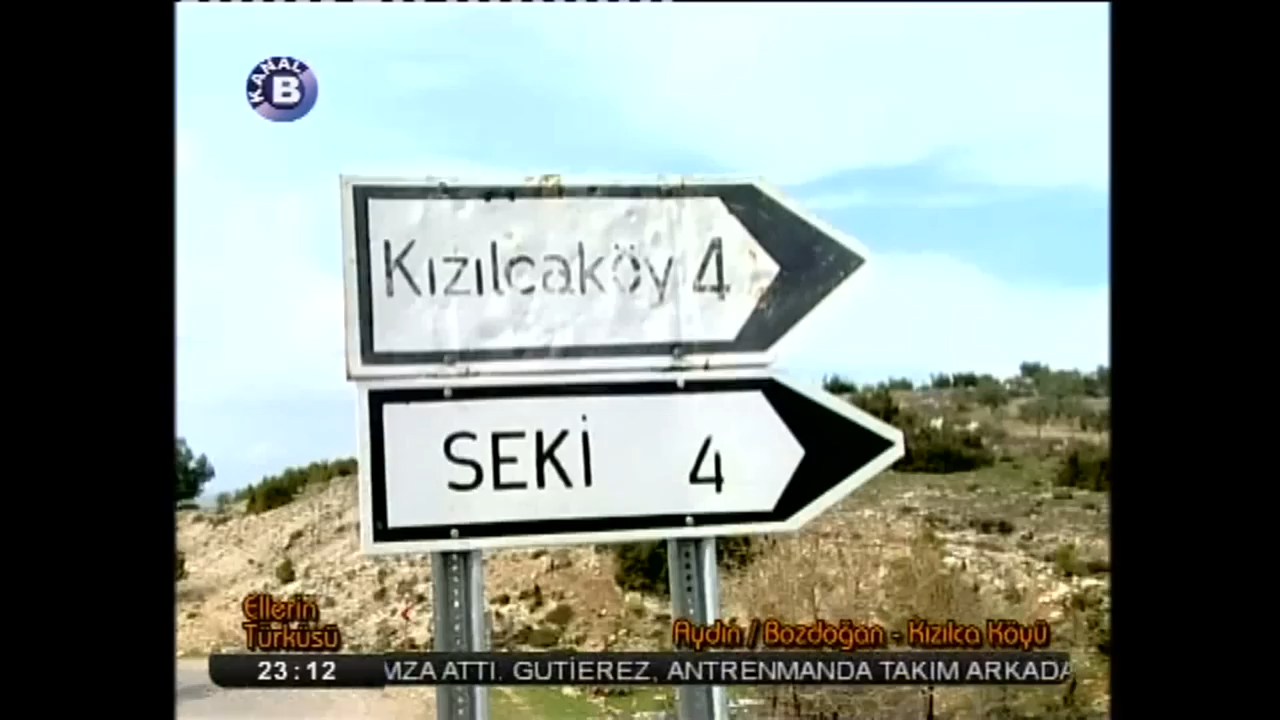 KANAL B
Kızılcaköy 4
SEKİ 4
Ellerin
Türküsü
Aydın / Bozdoğan - Kızılca Köyü
23:12 MZA ATTI. GUTİEREZ, ANTRENMANDA TAKIM ARKADA